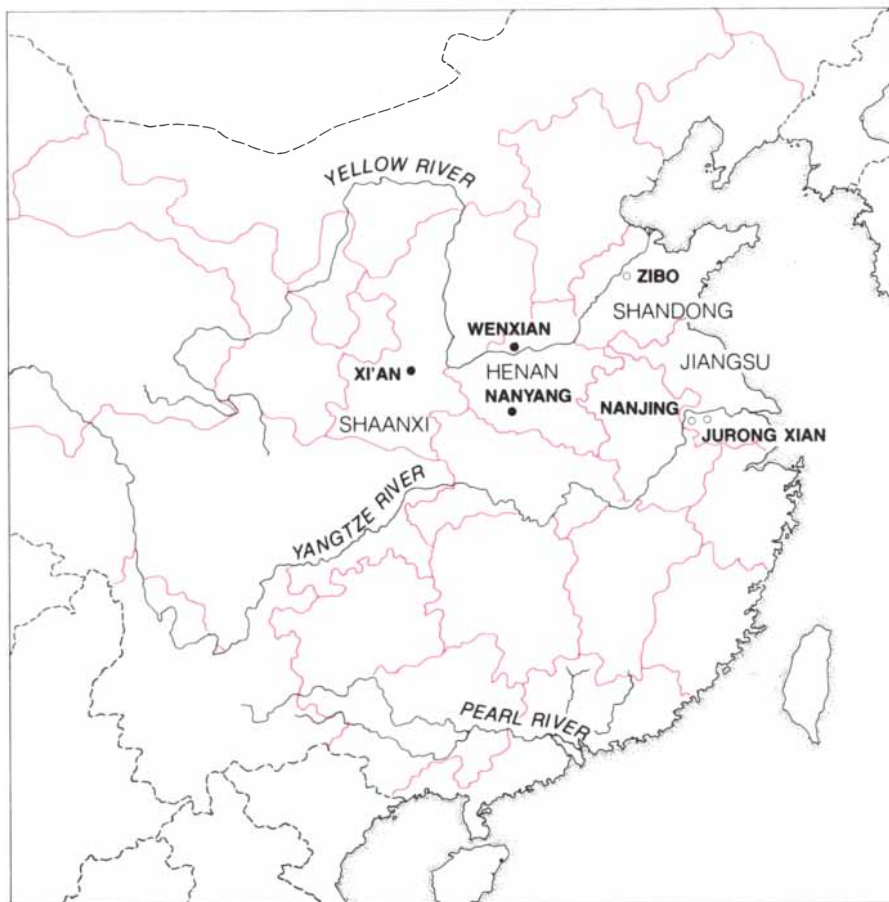 YELLOW RIVER
ZIBO
SHANDONG
WENXIAN
JIANGSU
XI'AN
HENAN
NANYANG
NANJING
SHAANXI
JURONG XIAN
YANGTZE RIVER
PEARL RIVER